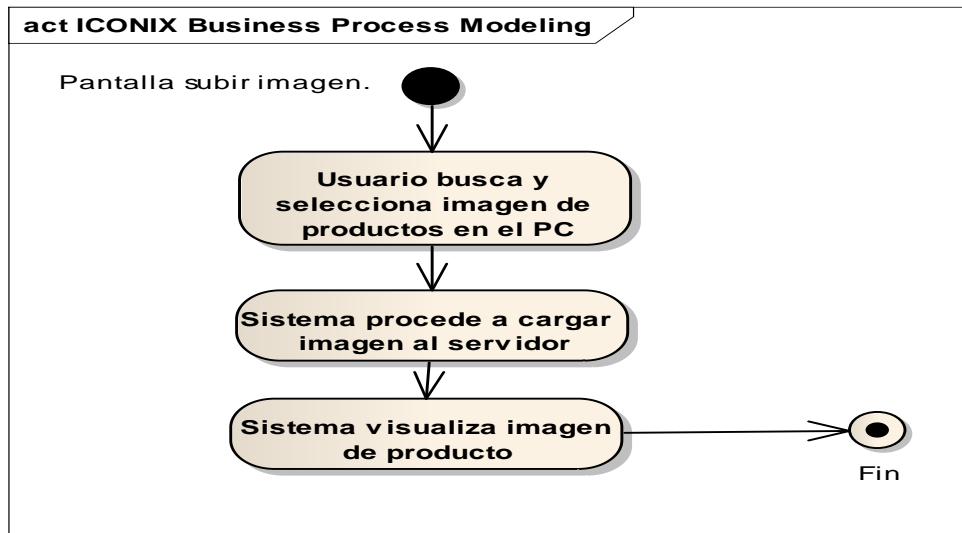 act ICONIX Business Process Modeling
Pantalla subir imagen.
Usuario busca y
selecciona imagen de
productos en el PC
Sistema procede a cargar
imagen al servidor
Sistema visualiza imagen
de producto
Fin